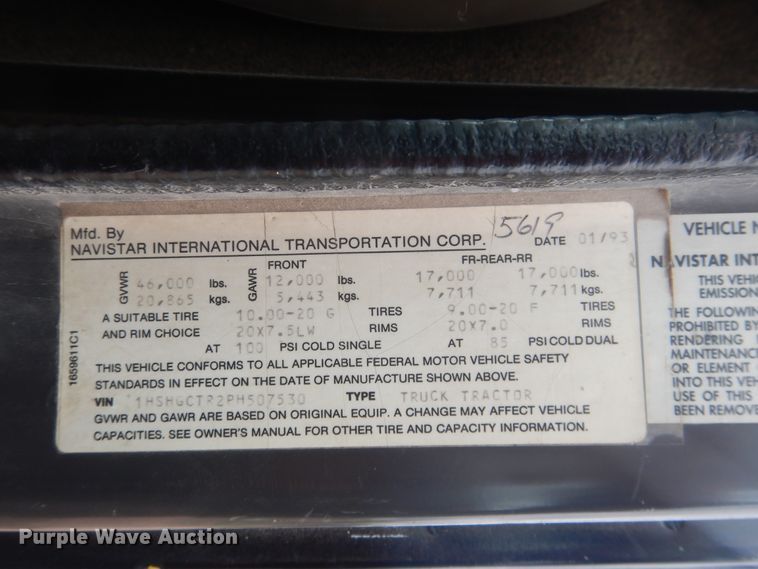 Mfd. By
NAVISTAR INTERNATIONAL TRANSPORTATION CORP. 5619 DATE 01/93
FRONT FR-REAR-RR
GVWR 46,000 lbs. GAWR 12,000 lbs. 17,000 17,000 lbs.
20,865 kgs. 5,443 kgs. 7,711 7,711 kgs.
A SUITABLE TIRE 10.00-20 G TIRES 9.00-20 F TIRES
AND RIM CHOICE 20X7.5LW RIMS 20X7.0 RIMS
AT 100 PSI COLD SINGLE AT 85 PSI COLD DUAL
THIS VEHICLE CONFORMS TO ALL APPLICABLE FEDERAL MOTOR VEHICLE SAFETY
STANDARDS IN EFFECT ON THE DATE OF MANUFACTURE SHOWN ABOVE.
VIN 1HSHGCTR2PH507530 TYPE TRUCK TRACTOR
GVWR AND GAWR ARE BASED ON ORIGINAL EQUIP. A CHANGE MAY AFFECT VEHICLE
CAPACITIES. SEE OWNER'S MANUAL FOR OTHER TIRE AND CAPACITY INFORMATION.
1659611C1
VEHICLE N
NAVISTAR INT
THIS VEHI
EMISSION
THE FOLLOWIN
PROHIBITED BY
RENDERING
MAINTENANCE
OR ELEMENT
INTO THIS VEH
USE OF THIS
BEEN REMOVE
Purple Wave Auction